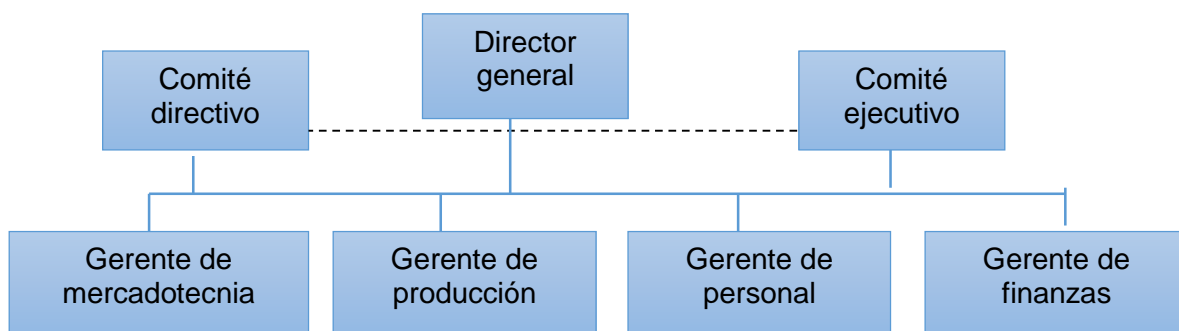 Director
general
Comité
directivo
Comité
ejecutivo
Gerente de
mercadotecnia
Gerente de
producción
Gerente de
personal
Gerente de
finanzas